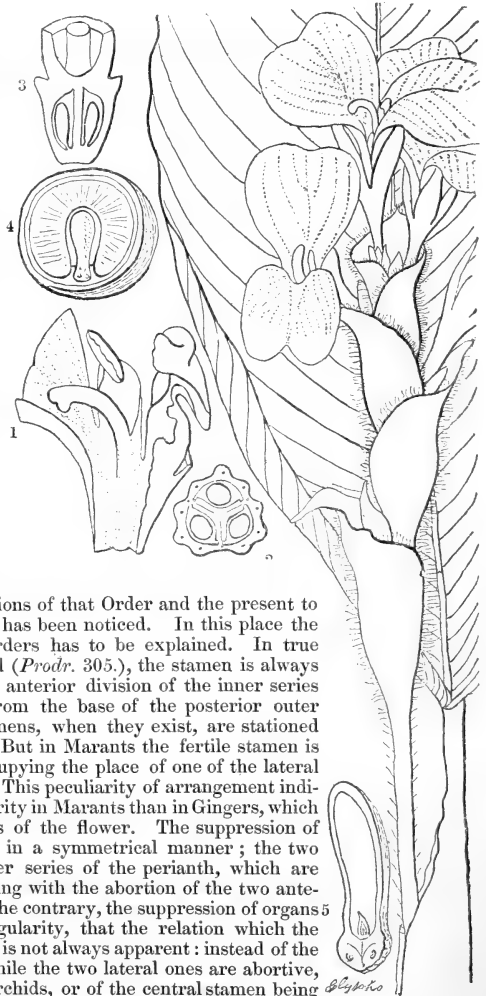 3
4
1
2
ions of that Order and the present to
has been noticed. In this place the
rders has to be explained. In true
l (Prodr. 305.), the stamen is always
anterior division of the inner series
rom the base of the posterior outer
mens, when they exist, are stationed
But in Marants the fertile stamen is
upying the place of one of the lateral
This peculiarity of arrangement indi-
rity in Marants than in Gingers, which
s of the flower. The suppression of
in a symmetrical manner; the two
er series of the perianth, which are
ng with the abortion of the two ante-
he contrary, the suppression of organs
5
gularity, that the relation which the
is not always apparent: instead of the
hile the two lateral ones are abortive,
rchids, or of the central stamen being